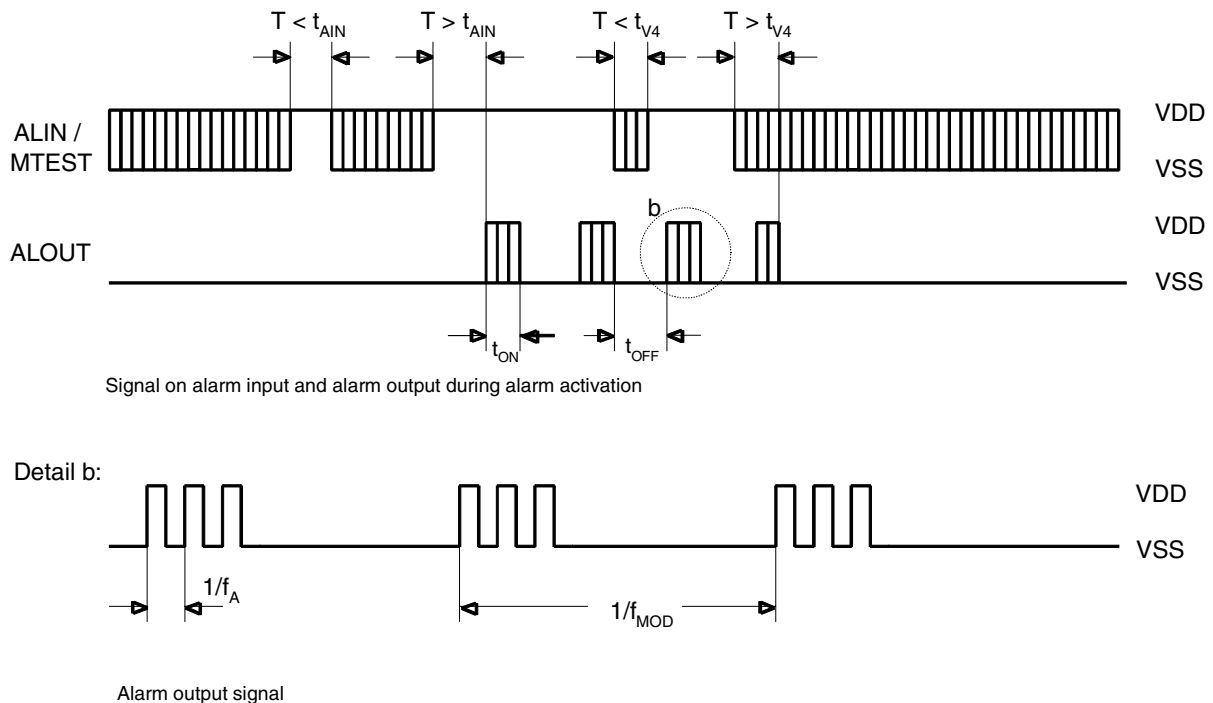 T < tAIN T > tAIN T < tV4 T > tV4
ALIN / MTEST
VDD
VSS
b
ALOUT
VDD
VSS
tON tOFF
Signal on alarm input and alarm output during alarm activation
Detail b:
VDD
VSS
1/fA 1/fMOD
Alarm output signal